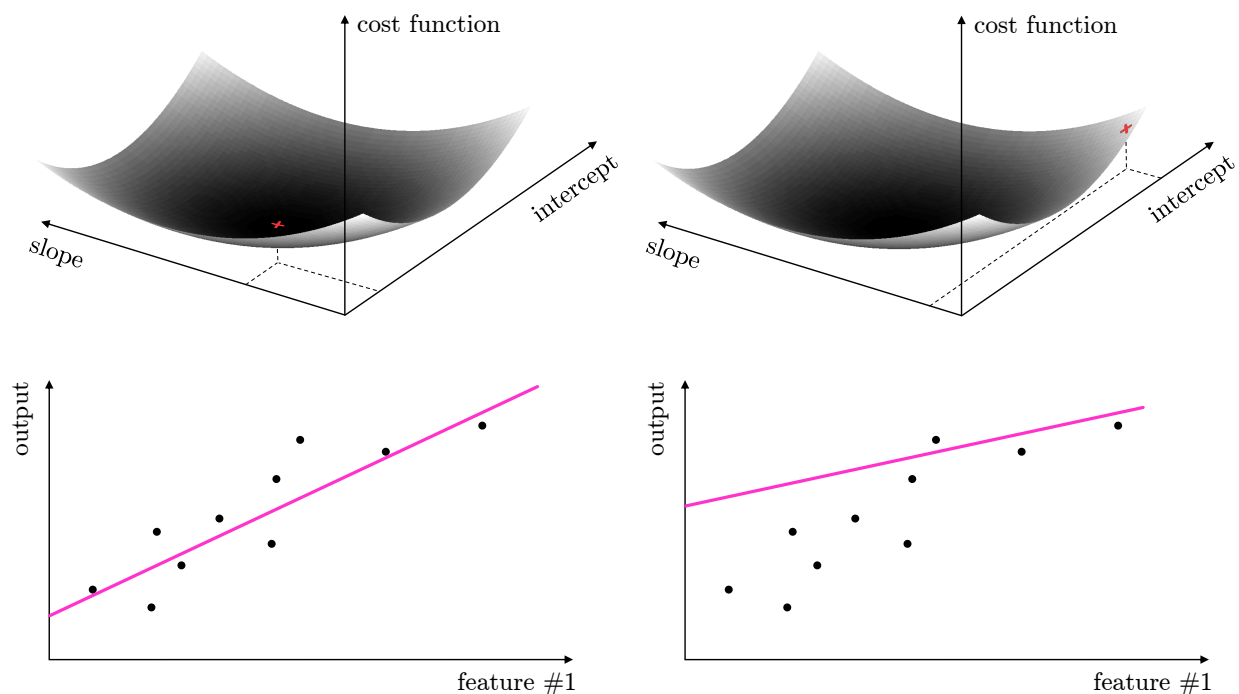 cost function
intercept
slope
cost function
intercept
slope
output
feature #1
output
feature #1